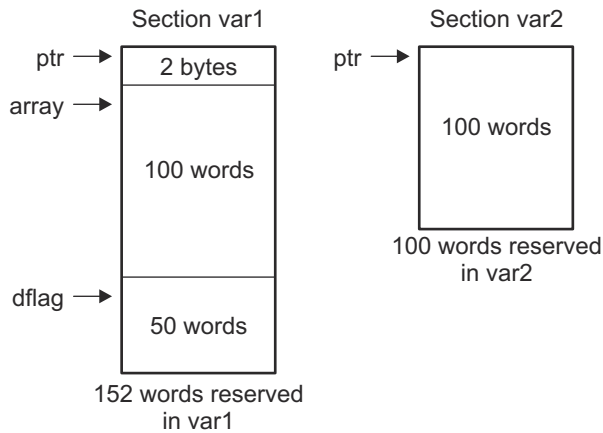 Section var1
ptr
2 bytes
array
100 words
dflag
50 words
152 words reserved
in var1
Section var2
ptr
100 words
100 words reserved
in var2